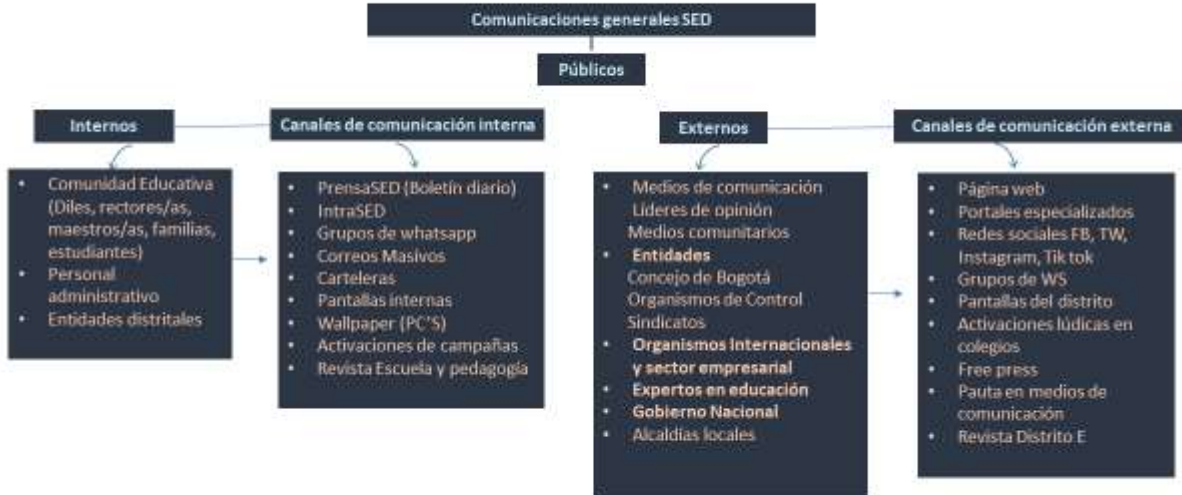 Comunicaciones generales SED
Públicos
Internos
• Comunidad Educativa
(Diles, rectores/as,
maestros/as, familias,
estudiantes)
• Personal
administrativo
• Entidades distritales
Canales de comunicación interna
• PrensaSED (Boletín diario)
• IntraSED
• Grupos de whatsapp
• Correos Masivos
• Carteleras
• Pantallas internas
• Wallpaper (PC'S)
• Activaciones de campañas
• Revista Escuela y pedagogía
Externos
• Medios de comunicación
Líderes de opinión
Medios comunitarios
• Entidades
Concejo de Bogotá
Organismos de Control
Sindicatos
• Organismos Internacionales
y sector empresarial
• Expertos en educación
• Gobierno Nacional
• Alcaldías locales
Canales de comunicación externa
• Página web
• Portales especializados
• Redes sociales FB, TW,
Instagram, Tik tok
• Grupos de WS
• Pantallas del distrito
• Activaciones lúdicas en
colegios
• Free press
• Pauta en medios de
comunicación
• Revista Distrito E